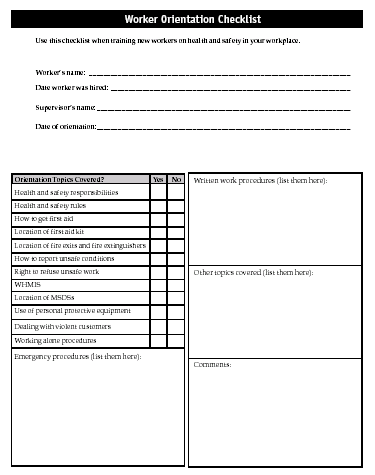 Worker Orientation Checklist
Use this checklist when training new workers on health and safety in your workplace.
Worker's name:
Date worker was hired:
Supervisor's name:
Date of orientation:
Orientation Topics Covered? Yes No
Health and safety responsibilities
Health and safety rules
How to get first aid
Location of first aid kit
Location of fire exits and fire extinguishers
How to report unsafe conditions
Right to refuse unsafe work
WHMIS
Location of MSDSs
Use of personal protective equipment
Dealing with violent customers
Working alone procedures
Emergency procedures (list them here):
Written work procedures (list them here):
Other topics covered (list them here):
Comments: